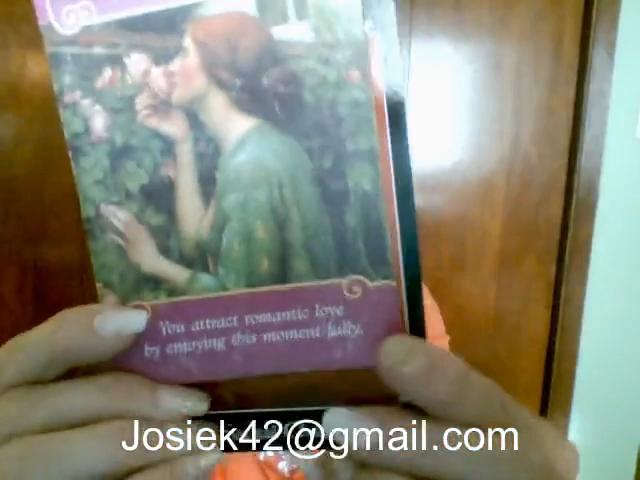 You attract romantic love
by enjoying this moment fully.
Josiek42@gmail.com